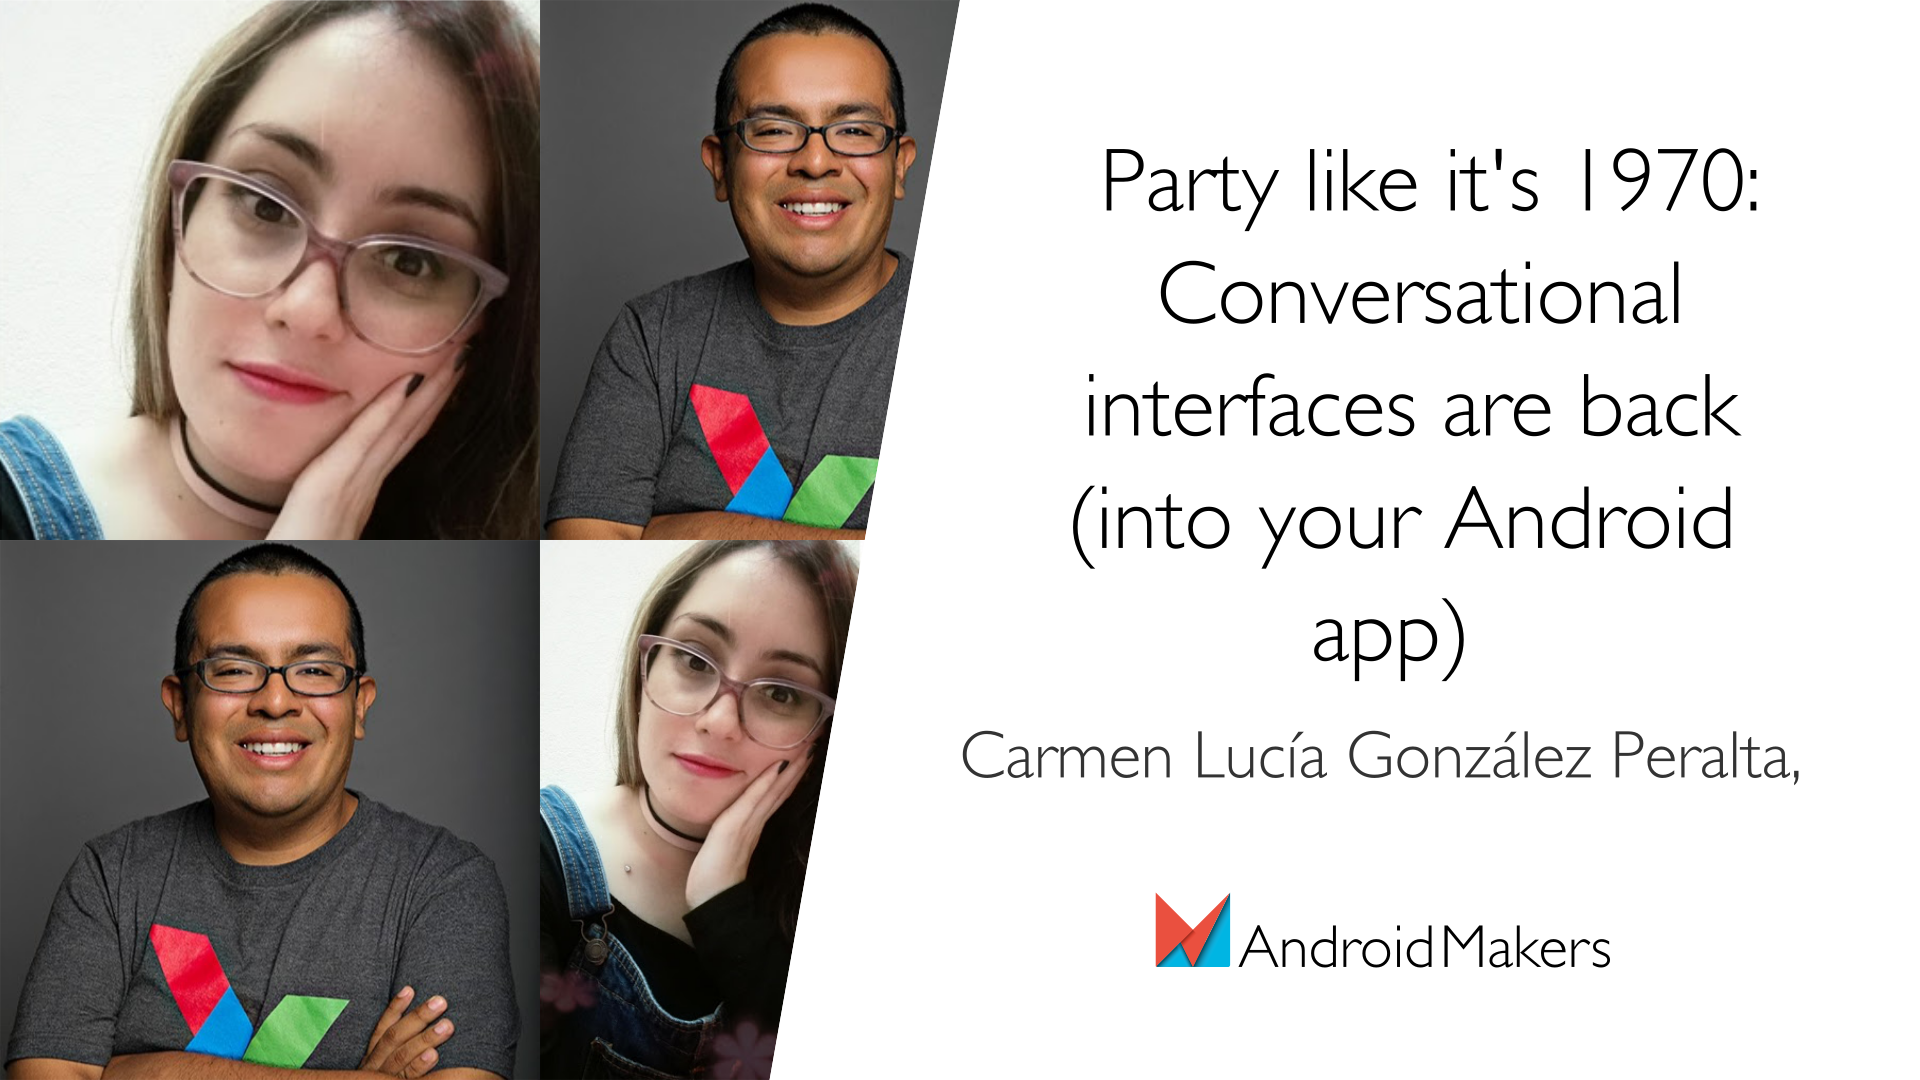 Party like it's 1970:
Conversational
interfaces are back
(into your Android
app)
Carmen Lucía González Peralta,
AndroidMakers